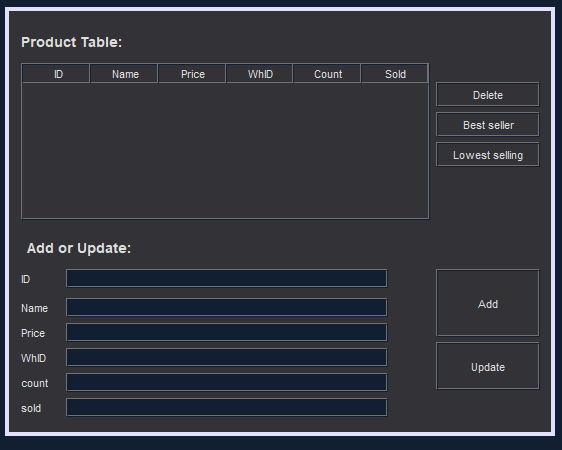 Product Table:
ID Name Price WhID Count Sold
Delete
Best seller
Lowest selling
Add or Update:
ID
Name
Price
WhID
count
sold
Add
Update